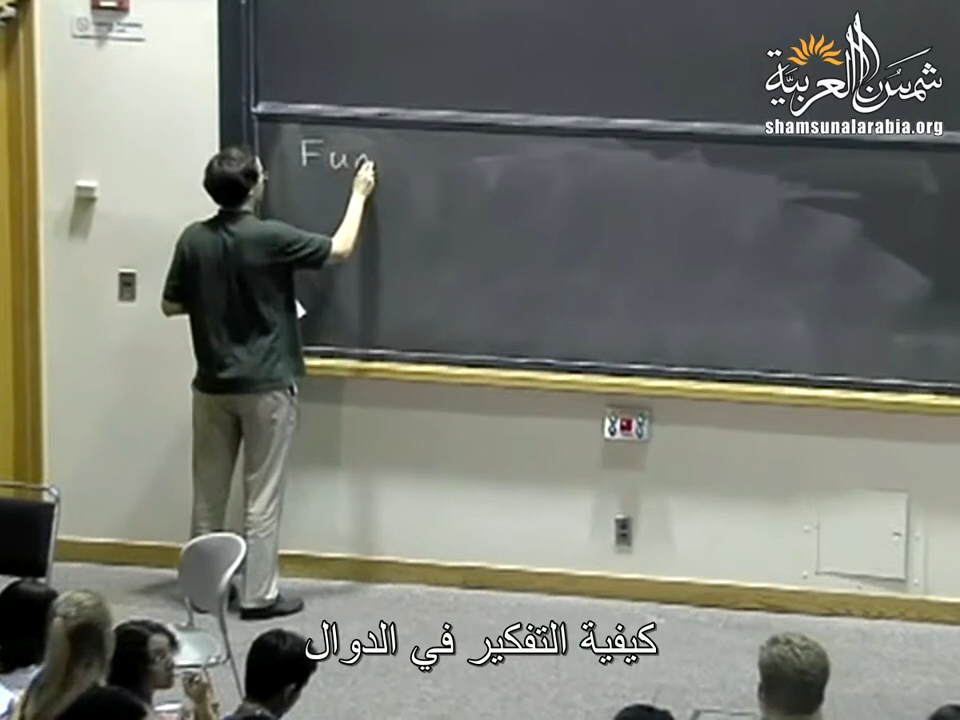 شمس العربية
shamsunalarabia.org
Fun
كيفية التفكير في الدوال